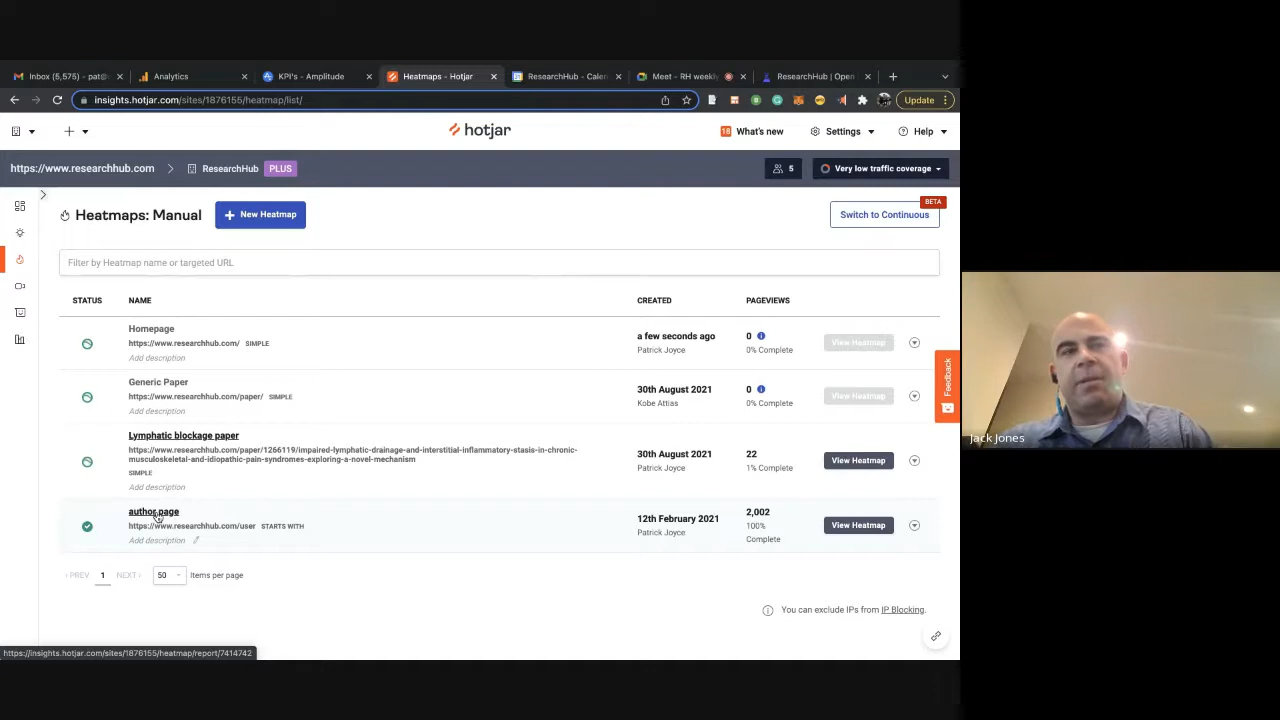 Inbox (5,575) - pat@
Analytics
KPI's - Amplitude
Heatmaps - Hotjar
ResearchHub - Calen
Meet - RH weekly
ResearchHub | Open
insights.hotjar.com/sites/1876155/heatmap/list/
Update
hotjar
18 What's new
Settings
Help
https://www.researchhub.com
ResearchHub PLUS
5
Very low traffic coverage
Heatmaps: Manual
+ New Heatmap
BETA
Switch to Continuous
Filter by Heatmap name or targeted URL
STATUS NAME CREATED PAGEVIEWS
Homepage
https://www.researchhub.com/ SIMPLE
Add description
a few seconds ago
Patrick Joyce
0
0% Complete
View Heatmap
Generic Paper
https://www.researchhub.com/paper/ SIMPLE
Add description
30th August 2021
Kobe Attias
0
0% Complete
View Heatmap
Lymphatic blockage paper
https://www.researchhub.com/paper/1266119/impaired-lymphatic-drainage-and-interstitial-inflammatory-stasis-in-chronic-
musculoskeletal-and-idiopathic-pain-syndromes-exploring-a-novel-mechanism
SIMPLE
Add description
30th August 2021
Patrick Joyce
22
1% Complete
View Heatmap
author page
https://www.researchhub.com/user STARTS WITH
Add description
12th February 2021
Patrick Joyce
2,002
100%
Complete
View Heatmap
Feedback
‹ PREV 1 NEXT › 50 Items per page
You can exclude IPs from IP Blocking.
https://insights.hotjar.com/sites/1876155/heatmap/report/7414742
Jack Jones